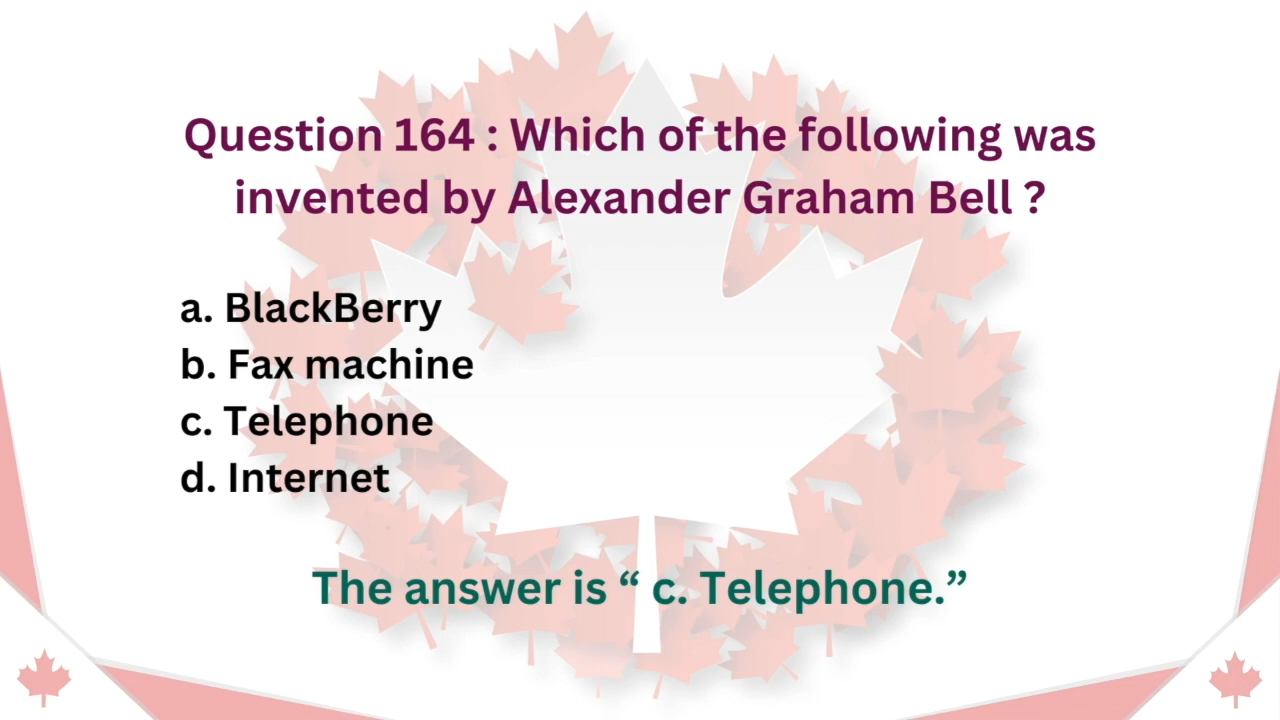 Question 164 : Which of the following was
invented by Alexander Graham Bell ?
a. BlackBerry
b. Fax machine
c. Telephone
d. Internet
The answer is “ c. Telephone.”